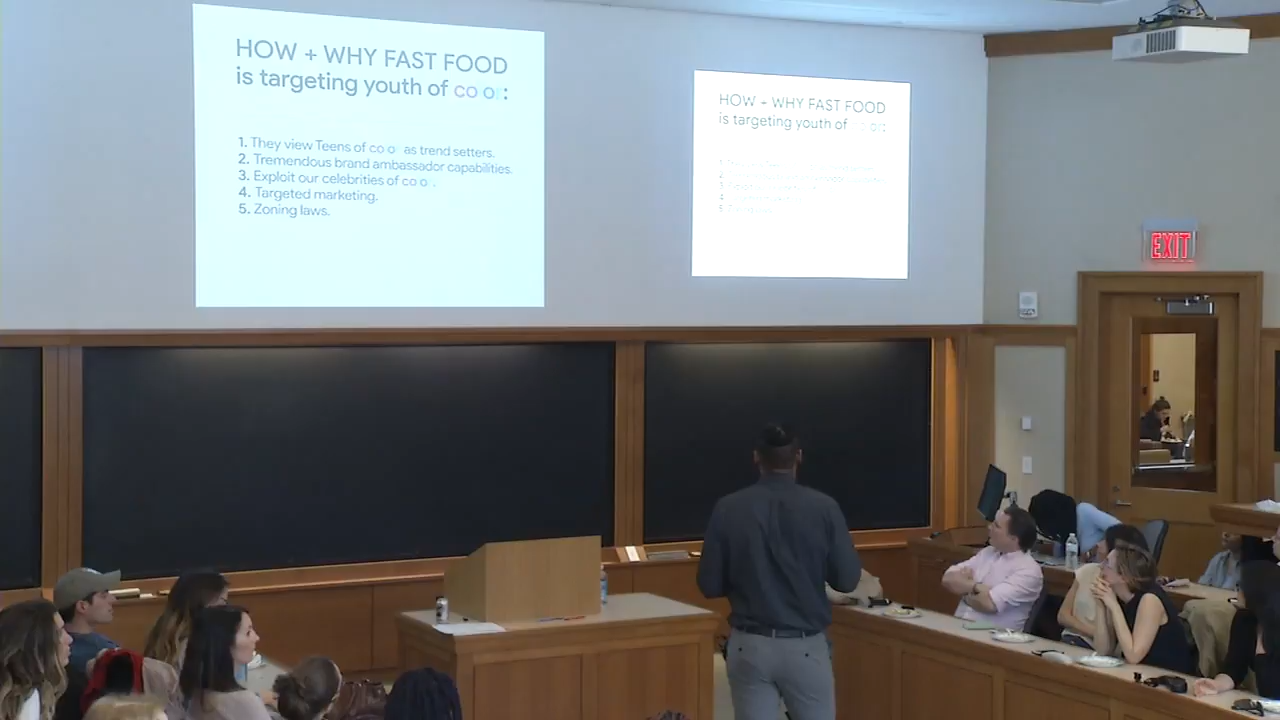 HOW + WHY FAST FOOD
is targeting youth of color:
1. They view Teens of color as trend setters.
2. Tremendous brand ambassador capabilities.
3. Exploit our celebrities of color.
4. Targeted marketing.
5. Zoning laws.
HOW + WHY FAST FOOD
is targeting youth of color:
EXIT